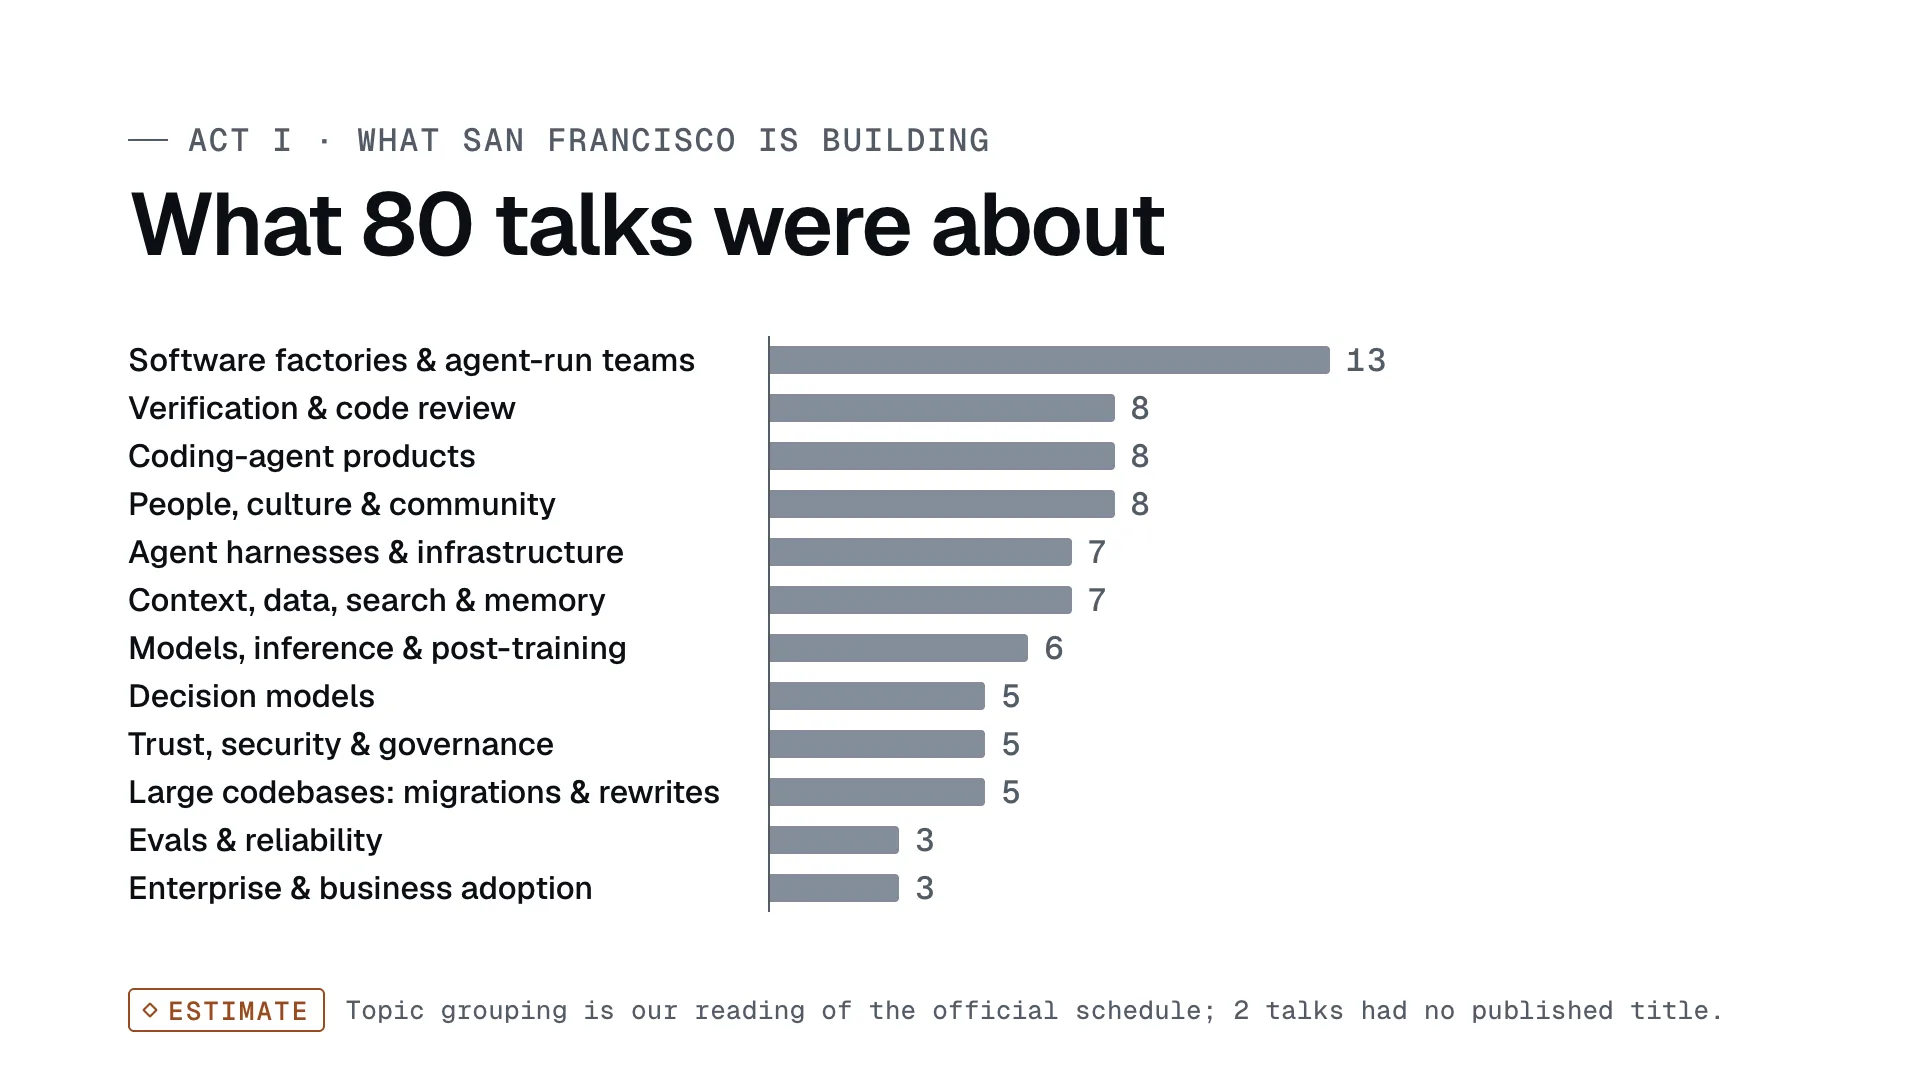 ACT I · WHAT SAN FRANCISCO IS BUILDING
What 80 talks were about
Software factories & agent-run teams 13
Verification & code review 8
Coding-agent products 8
People, culture & community 8
Agent harnesses & infrastructure 7
Context, data, search & memory 7
Models, inference & post-training 6
Decision models 5
Trust, security & governance 5
Large codebases: migrations & rewrites 5
Evals & reliability 3
Enterprise & business adoption 3
ESTIMATE Topic grouping is our reading of the official schedule; 2 talks had no published title.